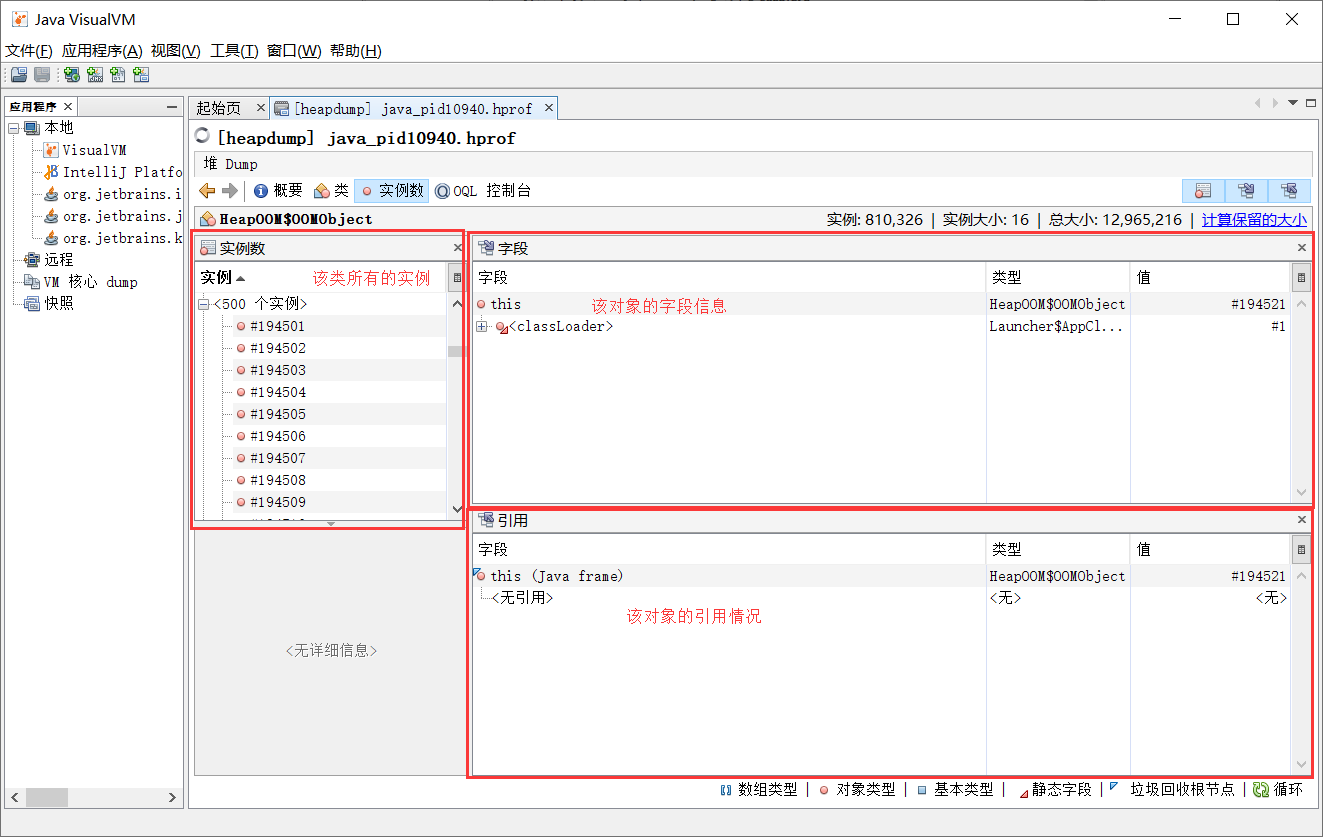 Java VisualVM
文件(F) 应用程序(A) 视图(V) 工具(T) 窗口(W) 帮助(H)
应用程序
本地
VisualVM
IntelliJ Platfo
org.jetbrains.i
org.jetbrains.j
org.jetbrains.k
远程
VM 核心 dump
快照
起始页 [heapdump] java_pid10940.hprof
[heapdump] java_pid10940.hprof
堆 Dump
概要 类 实例数 OQL 控制台
HeapOOM$OOMObject 实例: 810,326 | 实例大小: 16 | 总大小: 12,965,216 | 计算保留的大小
实例数
实例 该类所有的实例
<500 个实例>
#194501
#194502
#194503
#194504
#194505
#194506
#194507
#194508
#194509
<无详细信息>
字段
字段 类型 值
this 该对象的字段信息 HeapOOM$OOMObject #194521
<classLoader> Launcher$AppCl... #1
引用
字段 类型 值
this (Java frame) HeapOOM$OOMObject #194521
<无引用> <无> <无>
该对象的引用情况
数组类型 | 对象类型 | 基本类型 | 静态字段 | 垃圾回收根节点 | 循环